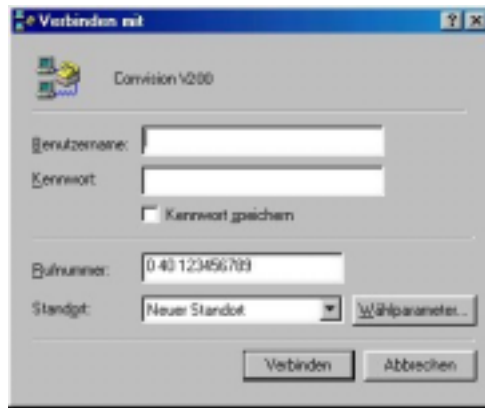 Verbinden mit
Convision V200
Benutzername:
Kennwort:
Kennwort speichern
Rufnummer: 0 40 123456789
Standort: Neuer Standort Wählparameter...
Verbinden Abbrechen